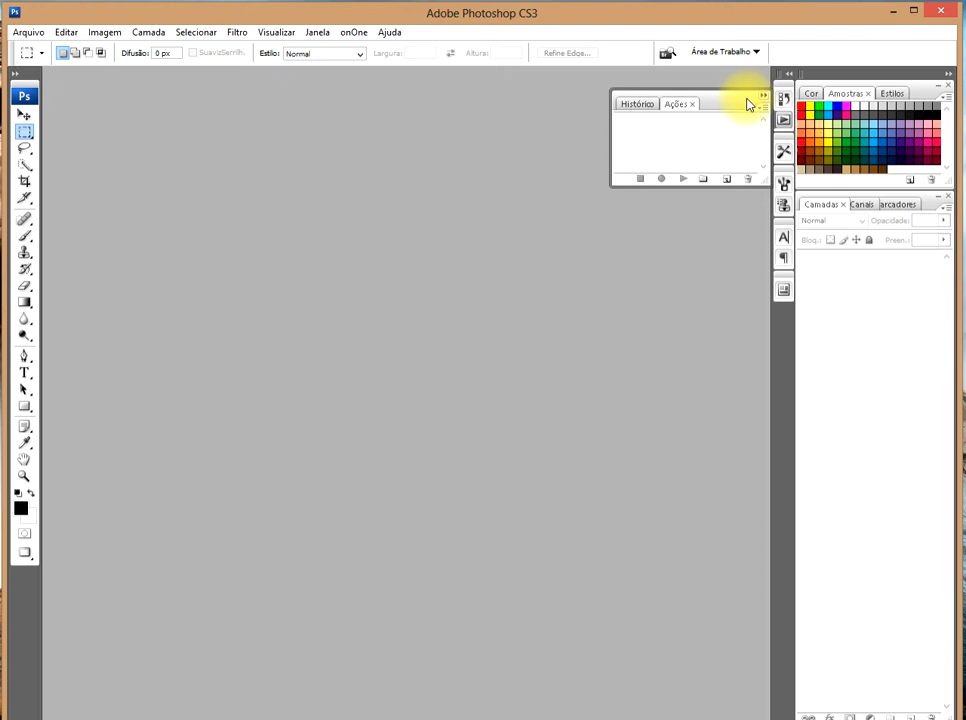 Ps Adobe Photoshop CS3
Arquivo Editar Imagem Camada Selecionar Filtro Visualizar Janela onOne Ajuda
Difusão: 0 px Estilo: Normal Largura: Altura: Refine Edge... Área de Trabalho
Ps
Histórico Ações
Cor Amostras Estilos
Camadas Canais arcadores
Normal Opacidade:
Bloq.: Preen.:
T
A